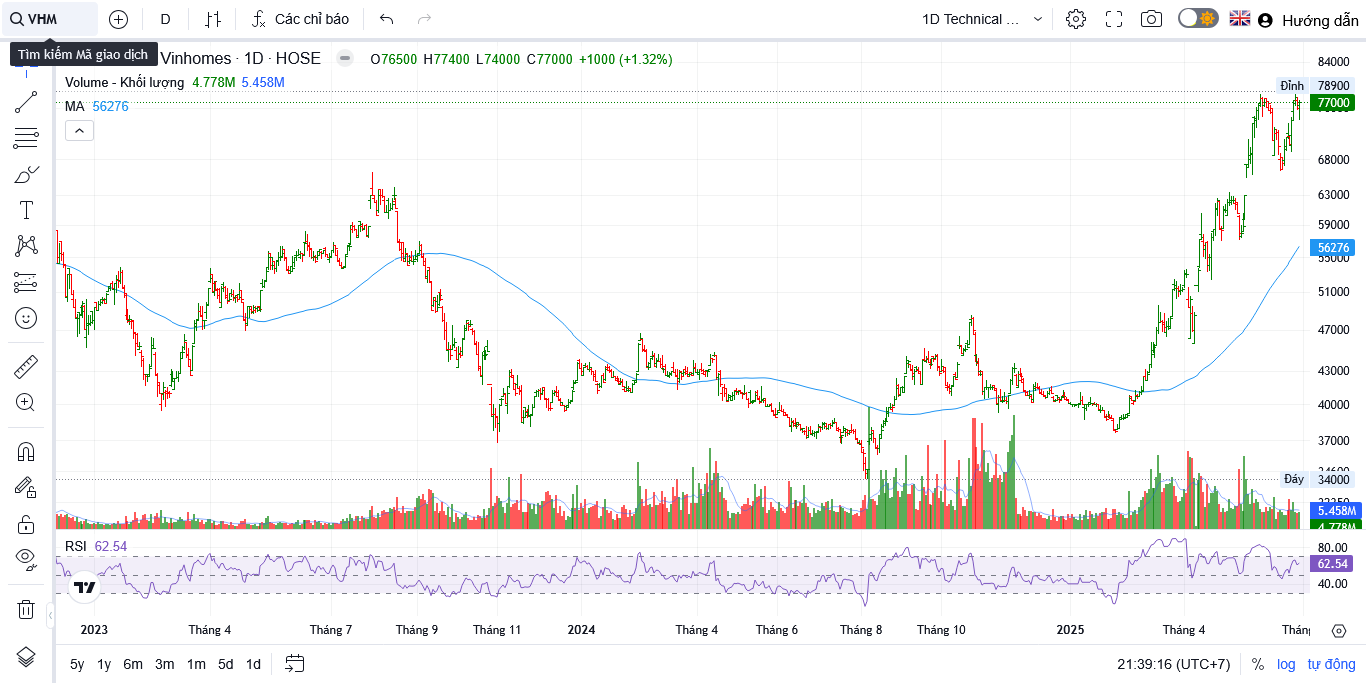 VHM
D
Các chỉ báo
1D Technical ...
Hướng dẫn
Tìm kiếm Mã giao dịch
Vinhomes · 1D · HOSE
O76500 H77400 L74000 C77000 +1000 (+1.32%)
Volume - Khối lượng 4.778M 5.458M
MA 56276
84000
Đỉnh 78900
77000
68000
63000
59000
56276
55000
51000
47000
43000
40000
37000
34600
Đáy 34000
32250
5.458M
4.778M
RSI 62.54
80.00
62.54
40.00
2023 Tháng 4 Tháng 7 Tháng 9 Tháng 11 2024 Tháng 4 Tháng 6 Tháng 8 Tháng 10 2025 Tháng 4
5y 1y 6m 3m 1m 5d 1d
21:39:16 (UTC+7) % log tự động